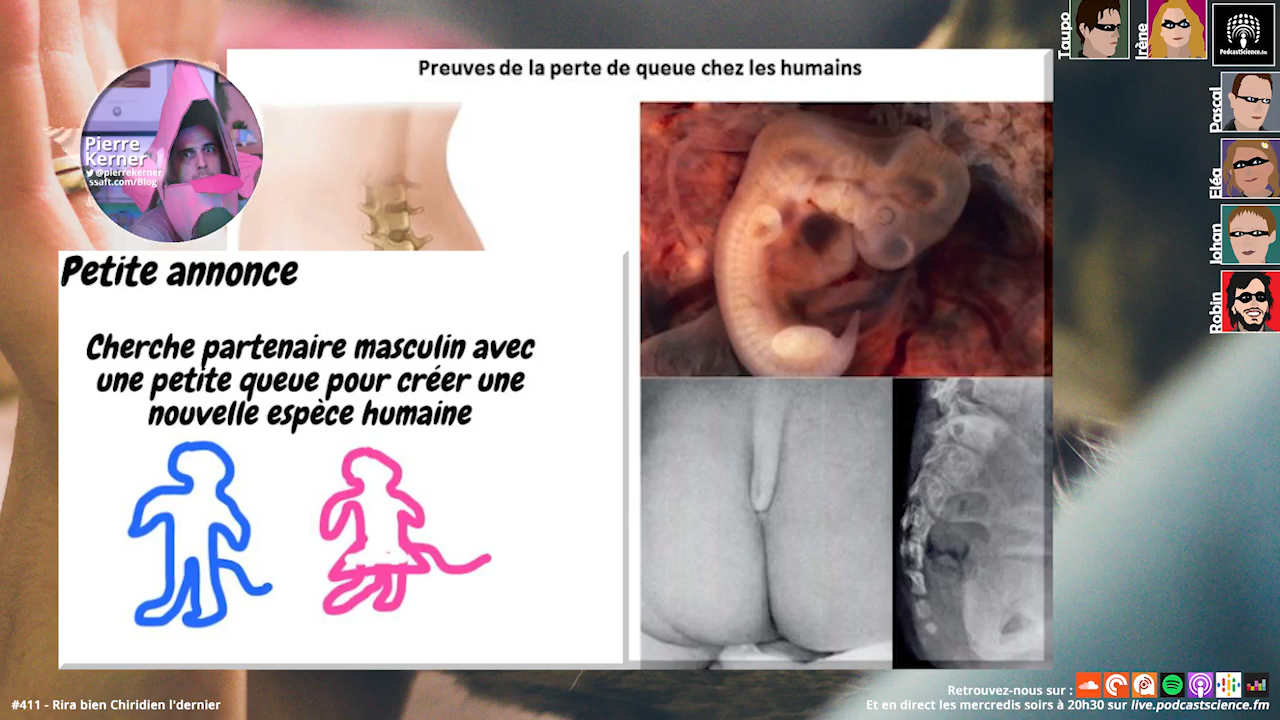 Preuves de la perte de queue chez les humains
Pierre
Kerner
@pierrekerner
ssaft.com/Blog
Petite annonce
Cherche partenaire masculin avec
une petite queue pour créer une
nouvelle espèce humaine
Taupo
Irène
PodcastScience.fm
Pascal
Eléa
Johan
Robin
#411 - Rira bien Chiridien l'dernier
Retrouvez-nous sur :
Et en direct les mercredis soirs à 20h30 sur live.podcastscience.fm